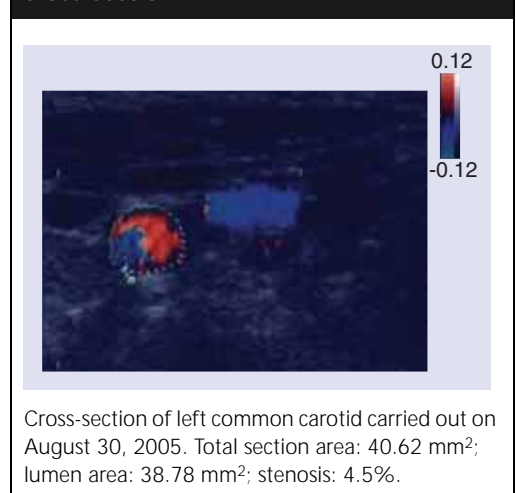 0.12
-0.12
Cross-section of left common carotid carried out on
August 30, 2005. Total section area: 40.62 mm²;
lumen area: 38.78 mm²; stenosis: 4.5%.